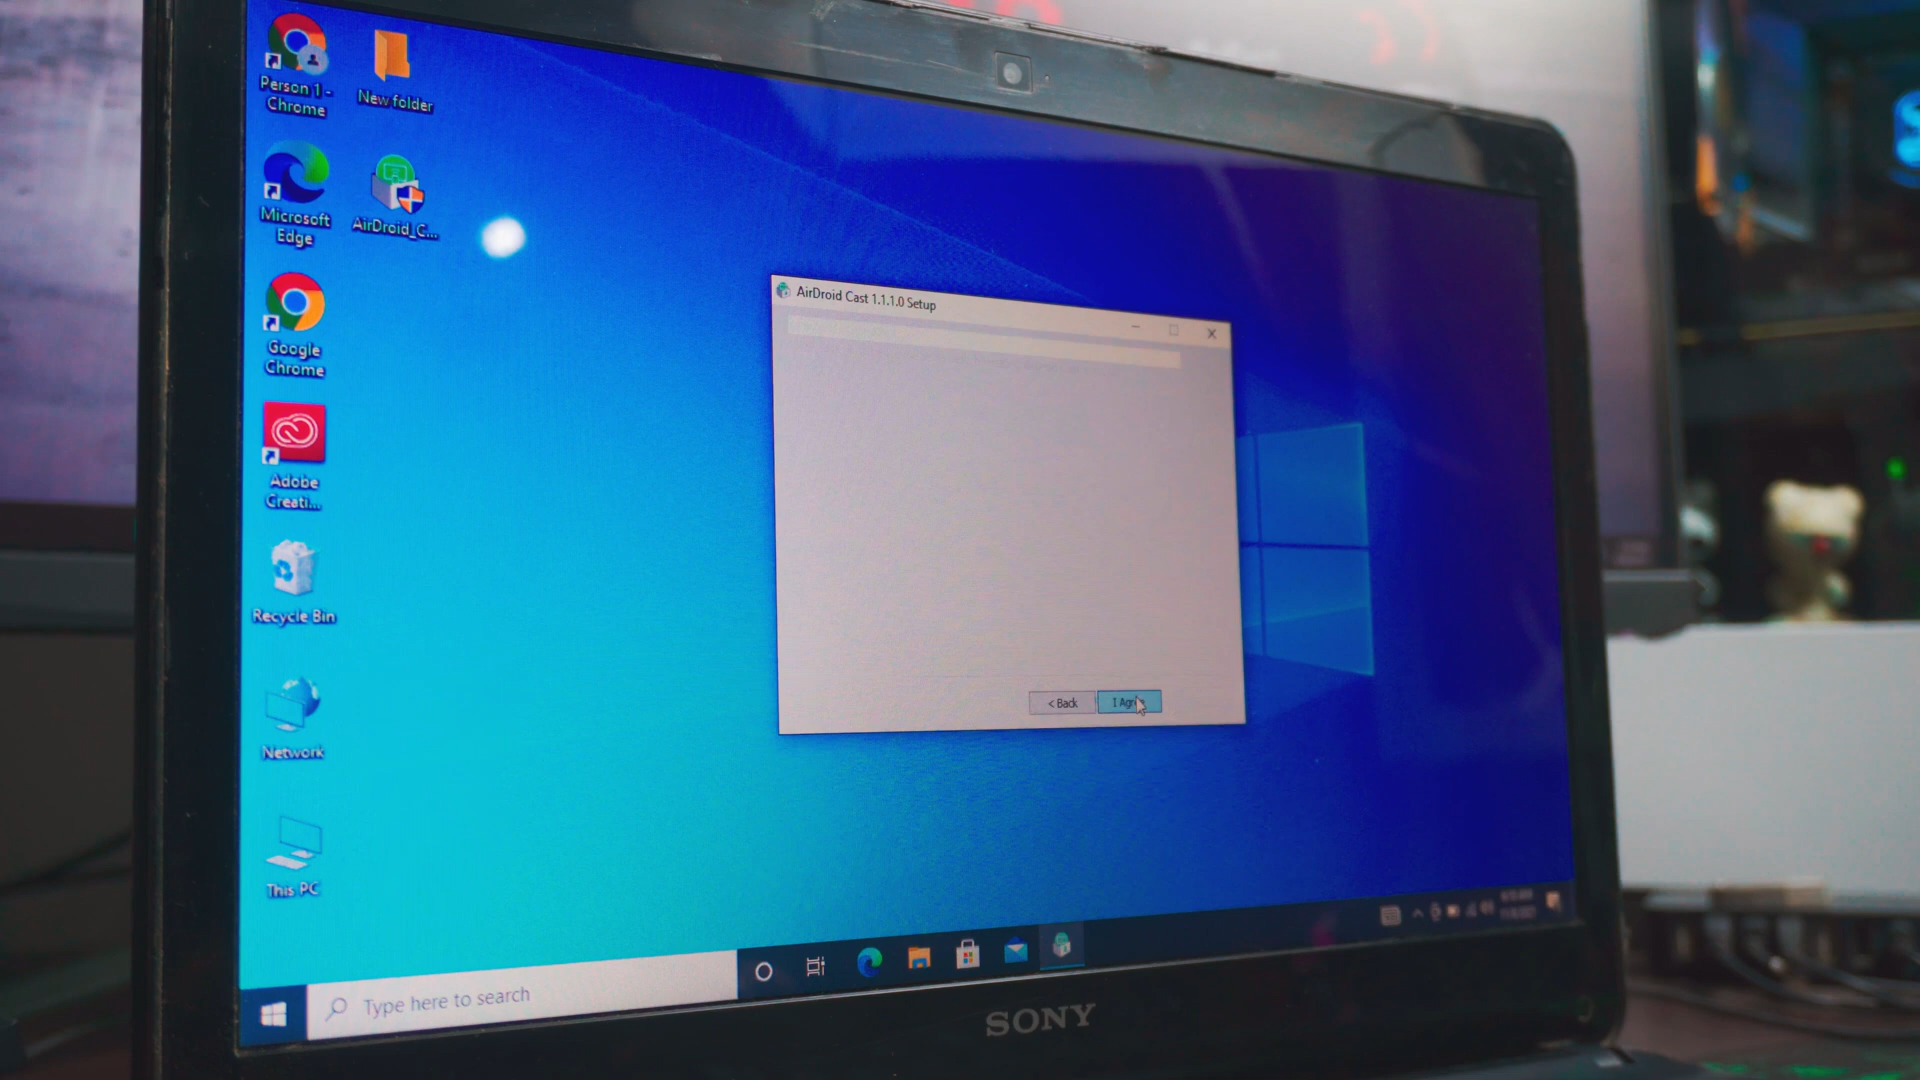 Person 1 -
Chrome
New folder
Microsoft
Edge
AirDroid_C...
Google
Chrome
Adobe
Creati...
Recycle Bin
Network
This PC
AirDroid Cast 1.1.1.0 Setup
< Back
I Agr
Type here to search
SONY